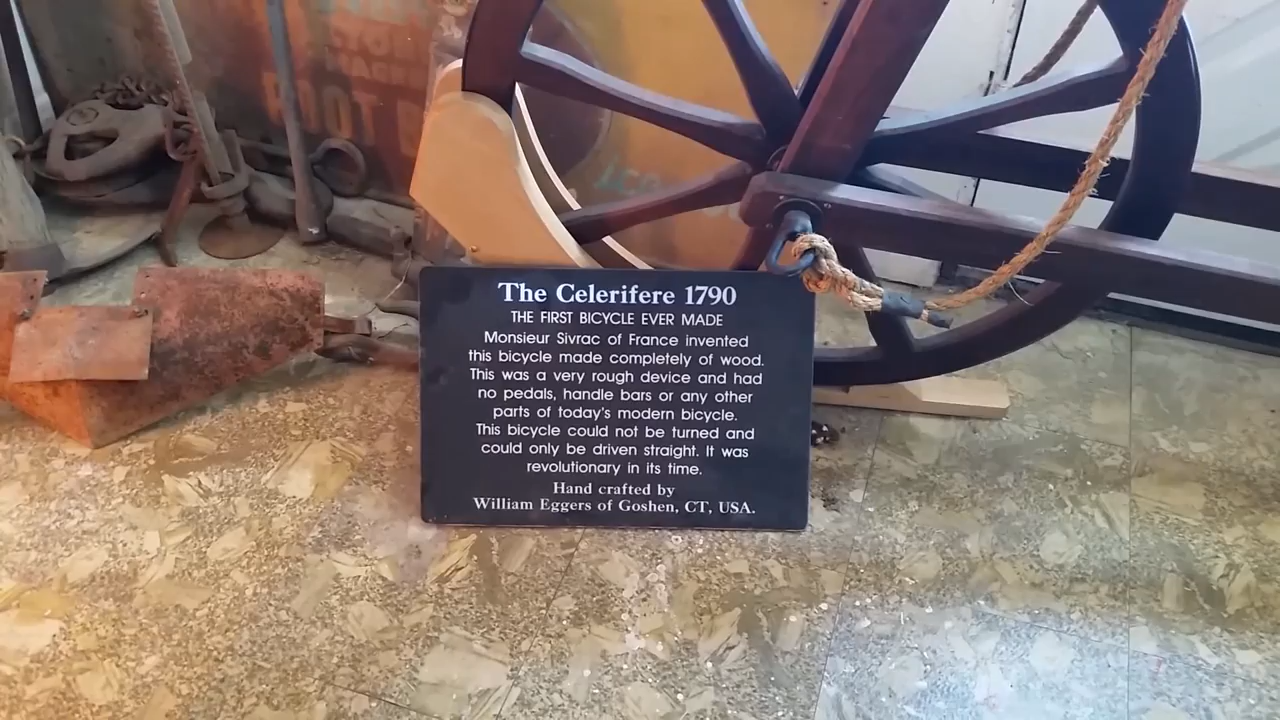 ROOT
The Celerifere 1790
THE FIRST BICYCLE EVER MADE
Monsieur Sivrac of France invented
this bicycle made completely of wood.
This was a very rough device and had
no pedals, handle bars or any other
parts of today's modern bicycle.
This bicycle could not be turned and
could only be driven straight. It was
revolutionary in its time.
Hand crafted by
William Eggers of Goshen, CT, USA.